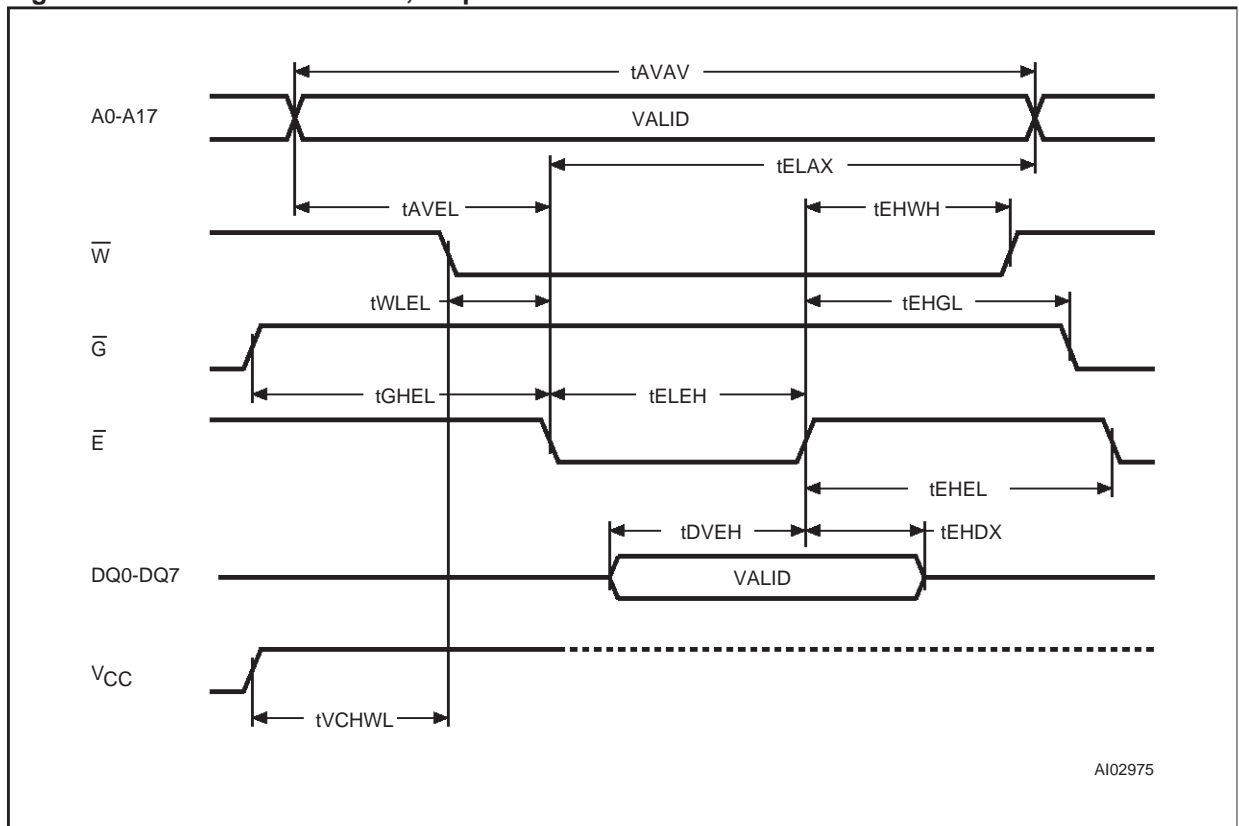 tAVAV
A0-A17
VALID
tELAX
tAVEL
tEHWH
W
tWLEL
tEHGL
G
tGHEL
tELEH
E
tEHEL
tDVEH
tEHDX
DQ0-DQ7
VALID
VCC
tVCHWL
AI02975